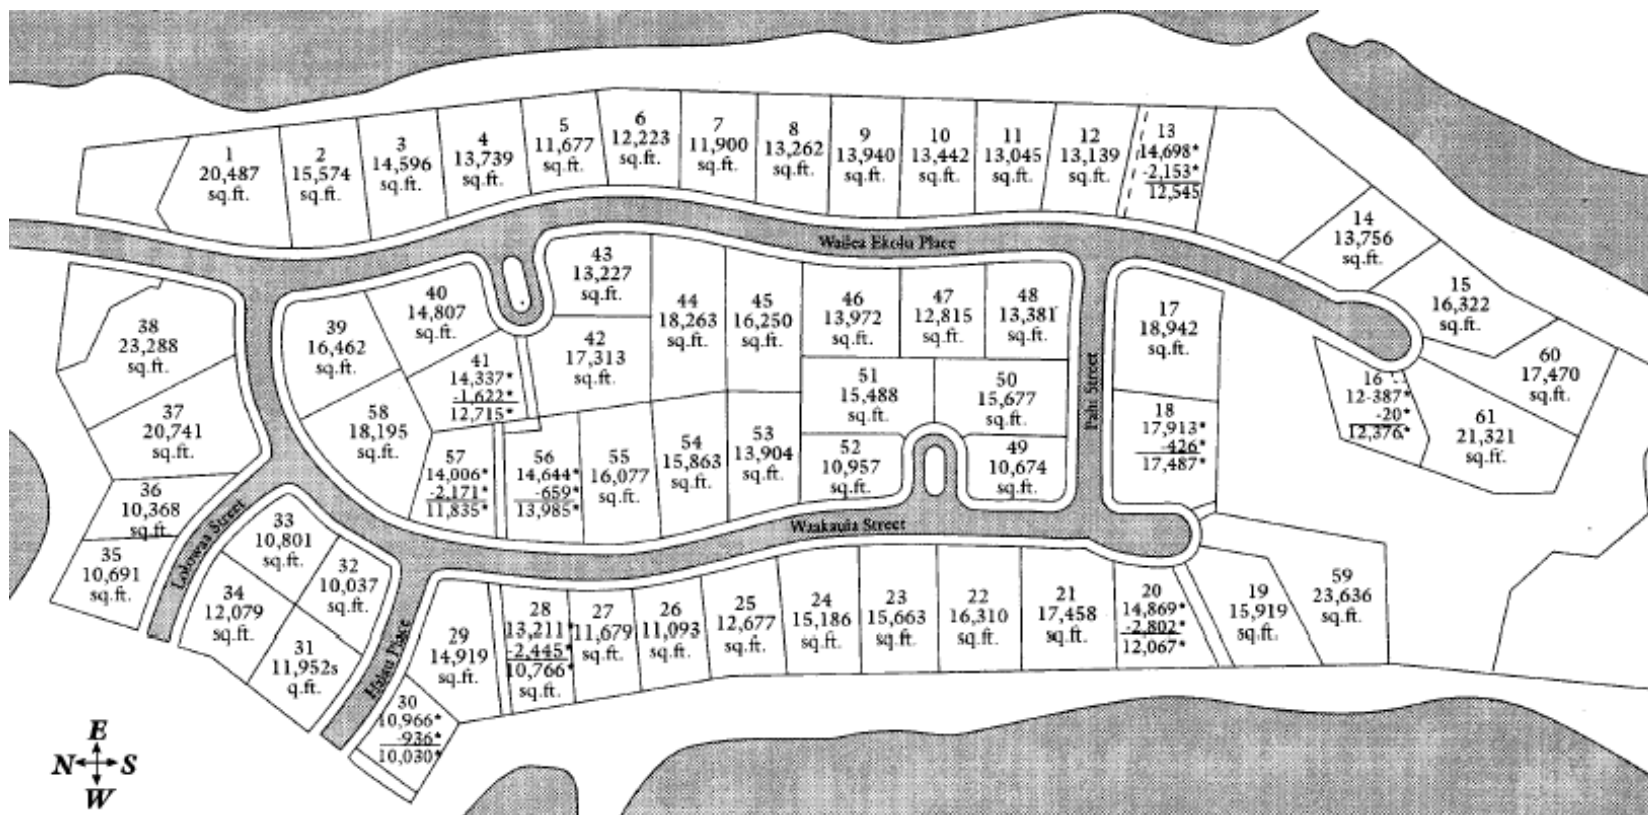 1
20,487
sq.ft.
2
15,574
sq.ft.
3
14,596
sq.ft.
4
13,739
sq.ft.
5
11,677
sq.ft.
6
12,223
sq.ft.
7
11,900
sq.ft.
8
13,262
sq.ft.
9
13,940
sq.ft.
10
13,442
sq.ft.
11
13,045
sq.ft.
12
13,139
sq.ft.
13
14,698*
-2,153*
12,545
14
13,756
sq.ft.
15
16,322
sq.ft.
60
17,470
sq.ft.
61
21,321
sq.ft.
16
12-387*
-20*
12,376*
Wailea Ekolu Place
43
13,227
sq.ft.
42
17,313
sq.ft.
44
18,263
sq.ft.
45
16,250
sq.ft.
46
13,972
sq.ft.
47
12,815
sq.ft.
48
13,381
sq.ft.
17
18,942
sq.ft.
18
17,913*
-426*
17,487*
Pahi Street
40
14,807
sq.ft.
39
16,462
sq.ft.
41
14,337*
-1,622*
12,715*
58
18,195
sq.ft.
38
23,288
sq.ft.
37
20,741
sq.ft.
36
10,368
sq.ft
35
10,691
sq.ft.
51
15,488
sq.ft.
50
15,677
sq.ft.
52
10,957
sq.ft.
49
10,674
sq.ft.
57
14,006*
-2,171*
11,835*
56
14,644*
-659*
13,985*
55
16,077
sq.ft.
54
15,863
sq.ft.
53
13,904
sq.ft.
Waakaula Street
Street
33
10,801
sq.ft.
32
10,037
sq.ft.
34
12,079
sq.ft.
31
11,952s
q.ft.
Place
29
14,919
sq.ft.
30
10,966*
-936*
10,030*
28
13,211*
-2,445*
10,766*
sq.ft.
27
11,679
sq.ft.
26
11,093
sq.ft.
25
12,677
sq.ft.
24
15,186
sq.ft.
23
15,663
sq.ft.
22
16,310
sq.ft.
21
17,458
sq.ft.
20
14,869*
-2,802*
12,067*
19
15,919
sq.ft.
59
23,636
sq.ft.
E
N S
W